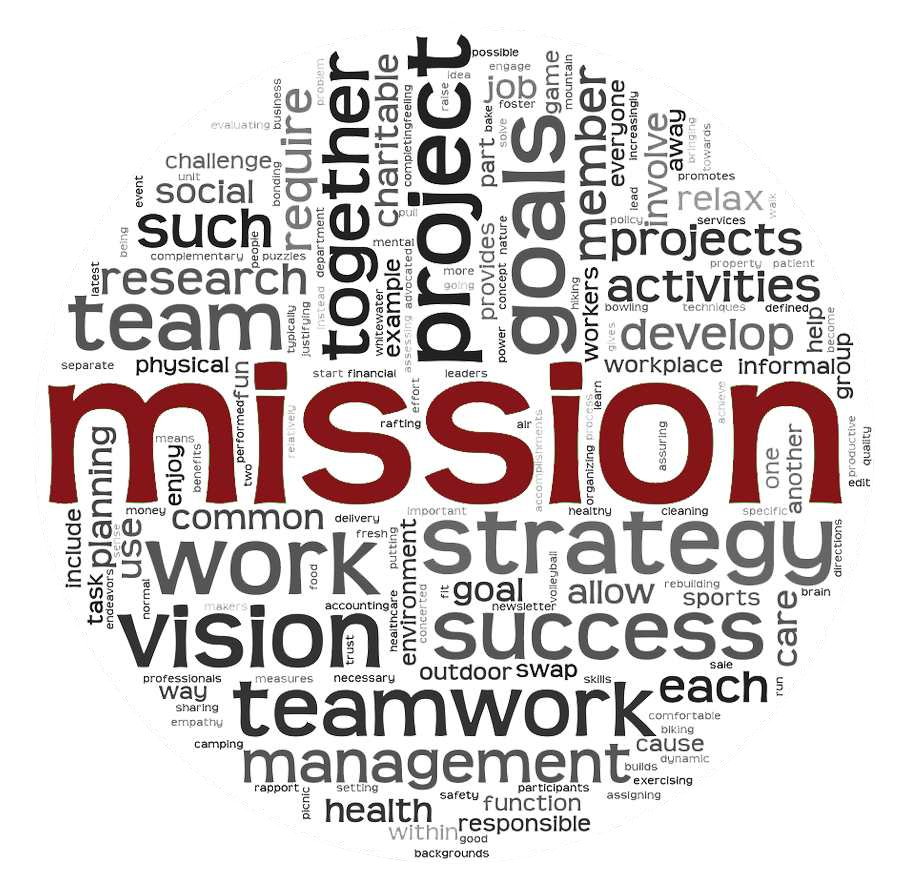 possible
engage
idea
problem
together
project
charitable
completing
feeling
raise
job
foster
game
mountain
goals
member
everyone
increasingly
business
require
evaluating
bake
solve
part
involve
away
bringing
towards
challenge
unit
bonding
lead
promotes
event
social
relax
walk
pull
policy
services
such
people
department
mental
provides
concept
nature
projects
being
complementary
puzzles
advocated
more
property
patient
latest
research
instead
example
going
hiking
activities
team
typically
justifying
whitewater
assessing
power
workers
bowling
techniques
defined
gives
develop
help
become
separate
physical
fun
start
financial
leaders
workplace
informal
group
mission
effort
learn
achieve
means
performed
relatively
rafting
air
process
accomplishments
assuring
productive
planning
enjoy
benefits
two
organizing
one
another
quality
edit
money
common
delivery
important
healthy
cleaning
specific
include
use
sense
work
fresh
putting
environment
strategy
directions
task
endeavors
normal
food
volleyball
fit
goal
allow
rebuilding
sports
brain
makers
accounting
healthcare
concerted
newsletter
vision
trust
success
care
professionals
measures
necessary
outdoor
swap
skills
sale
run
way
each
sharing
empathy
teamwork
comfortable
biking
camping
management
cause
dynamic
builds
exercising
rapport
setting
participants
assigning
picnic
health
safety
function
within
responsible
good
backgrounds